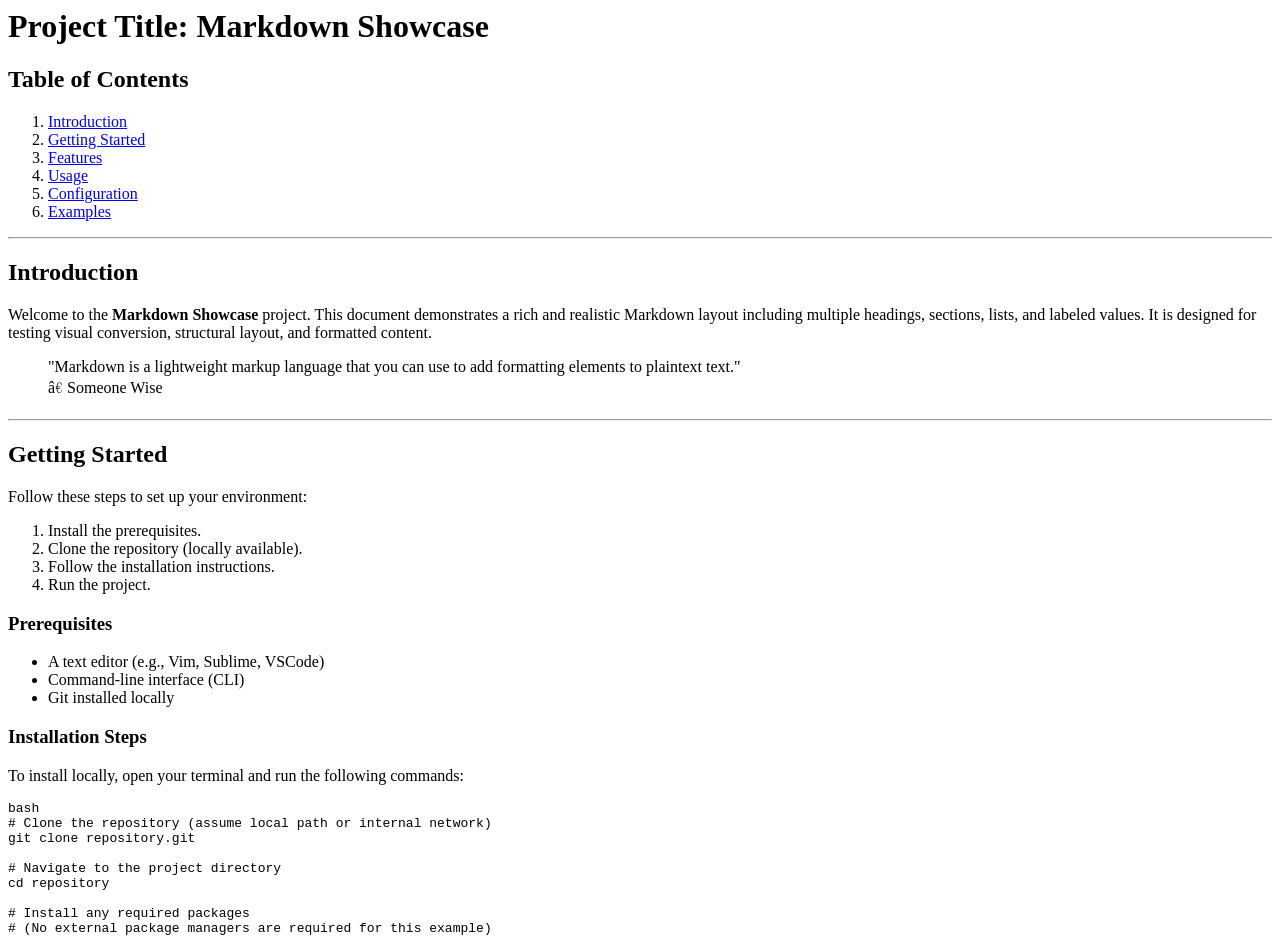 Project Title: Markdown Showcase
Table of Contents
1. Introduction
2. Getting Started
3. Features
4. Usage
5. Configuration
6. Examples
Introduction
Welcome to the Markdown Showcase project. This document demonstrates a rich and realistic Markdown layout including multiple headings, sections, lists, and labeled values. It is designed for
testing visual conversion, structural layout, and formatted content.
"Markdown is a lightweight markup language that you can use to add formatting elements to plaintext text."
â€ Someone Wise
Getting Started
Follow these steps to set up your environment:
1. Install the prerequisites.
2. Clone the repository (locally available).
3. Follow the installation instructions.
4. Run the project.
Prerequisites
• A text editor (e.g., Vim, Sublime, VSCode)
• Command-line interface (CLI)
• Git installed locally
Installation Steps
To install locally, open your terminal and run the following commands:
bash
# Clone the repository (assume local path or internal network)
git clone repository.git
# Navigate to the project directory
cd repository
# Install any required packages
# (No external package managers are required for this example)